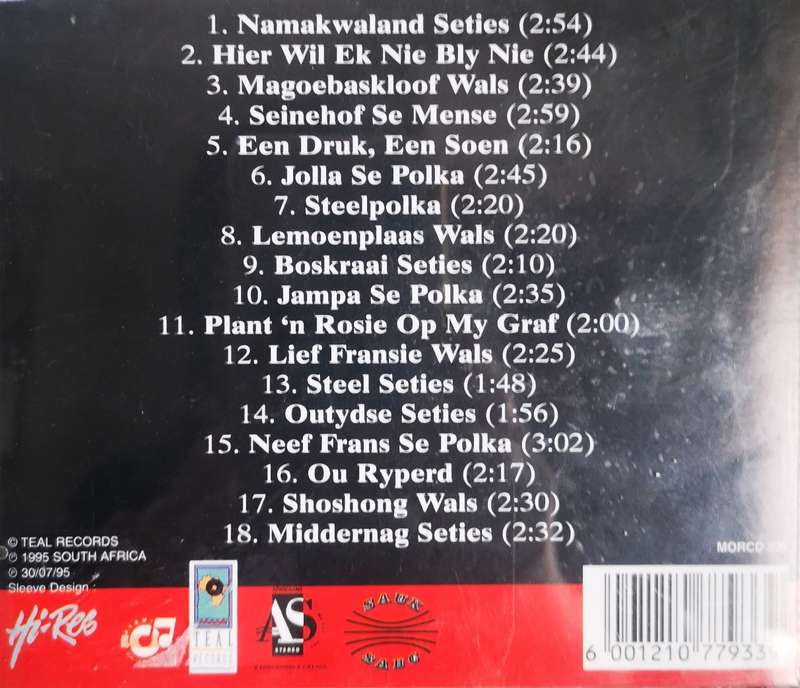 1. Namakwaland Seties (2:54)
2. Hier Wil Ek Nie Bly Nie (2:44)
3. Magoebaskloof Wals (2:39)
4. Seinehof Se Mense (2:59)
5. Een Druk, Een Soen (2:16)
6. Jolla Se Polka (2:45)
7. Steelpolka (2:20)
8. Lemoenplaas Wals (2:20)
9. Boskraai Seties (2:10)
10. Jampa Se Polka (2:35)
11. Plant ‘n Rosie Op My Graf (2:00)
12. Lief Fransie Wals (2:25)
13. Steel Seties (1:48)
14. Outydse Seties (1:56)
15. Neef Frans Se Polka (3:02)
16. Ou Ryperd (2:17)
17. Shoshong Wals (2:30)
18. Middernag Seties (2:32)
© TEAL RECORDS
℗ 1995 SOUTH AFRICA
℗ 30/07/95
Sleeve Design :
Hi-Res
MORCD
CD
TEAL
RECORDS
AS
STEREO
SAUK
SABC
6 001210 779335